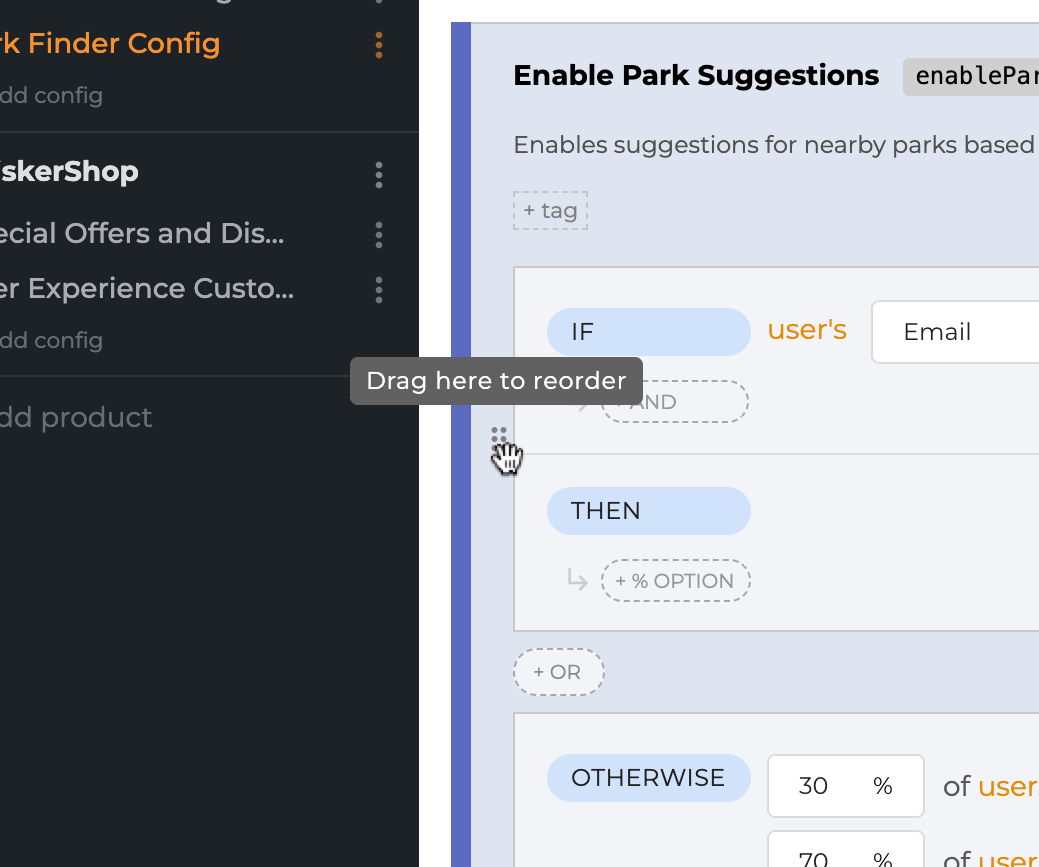 rk Finder Config
dd config
skerShop
ecial Offers and Dis...
er Experience Custo...
dd config
dd product
Enable Park Suggestions enablePar
Enables suggestions for nearby parks based
+ tag
IF user's Email
Drag here to reorder
AND
THEN
+ % OPTION
+ OR
OTHERWISE 30 % of user
70 % of user